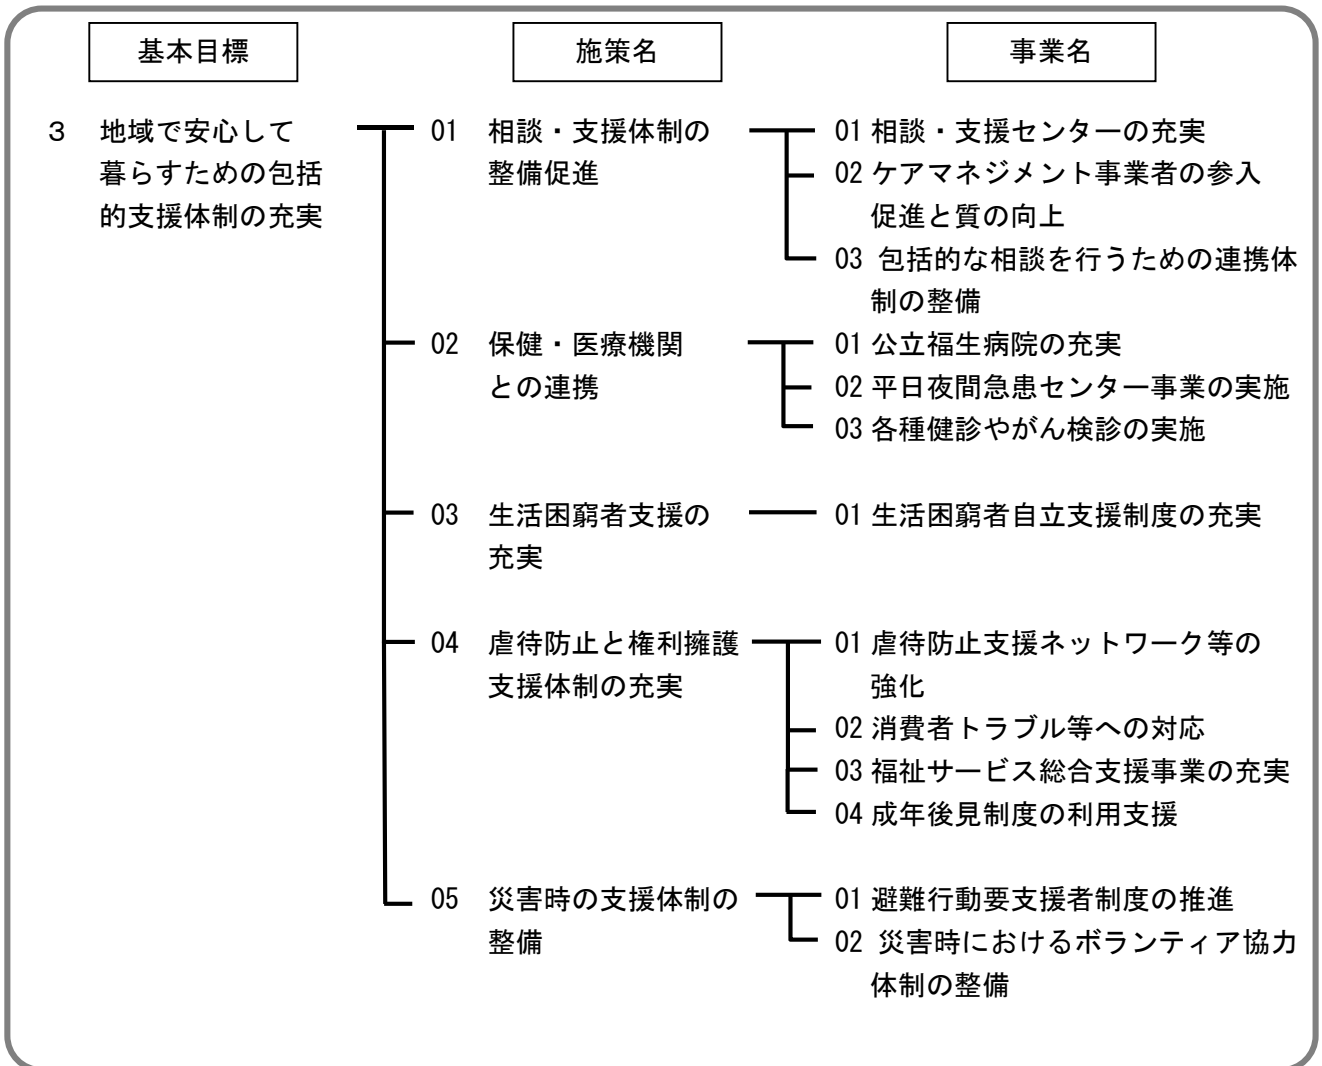 基本目標 施策名 事業名
3 地域で安心して 01 相談・支援体制の 01 相談・支援センターの充実
暮らすための包括 整備促進 02 ケアマネジメント事業者の参入
的支援体制の充実 促進と質の向上
03 包括的な相談を行うための連携体
制の整備
02 保健・医療機関 01 公立福生病院の充実
との連携 02 平日夜間急患センター事業の実施
03 各種健診やがん検診の実施
03 生活困窮者支援の 01 生活困窮者自立支援制度の充実
充実
04 虐待防止と権利擁護 01 虐待防止支援ネットワーク等の
支援体制の充実 強化
02 消費者トラブル等への対応
03 福祉サービス総合支援事業の充実
04 成年後見制度の利用支援
05 災害時の支援体制の 01 避難行動要支援者制度の推進
整備 02 災害時におけるボランティア協力
体制の整備